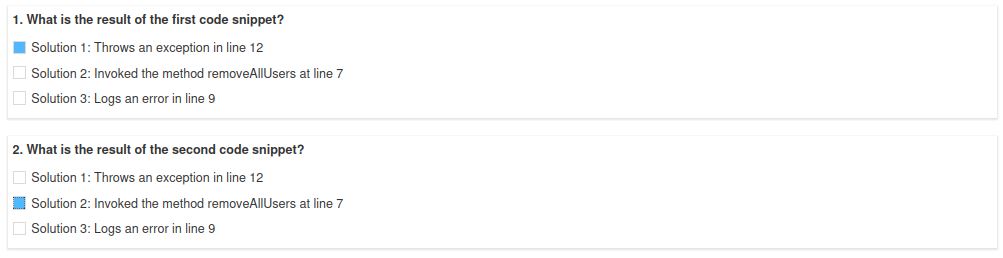 1. What is the result of the first code snippet?
Solution 1: Throws an exception in line 12
Solution 2: Invoked the method removeAllUsers at line 7
Solution 3: Logs an error in line 9
2. What is the result of the second code snippet?
Solution 1: Throws an exception in line 12
Solution 2: Invoked the method removeAllUsers at line 7
Solution 3: Logs an error in line 9